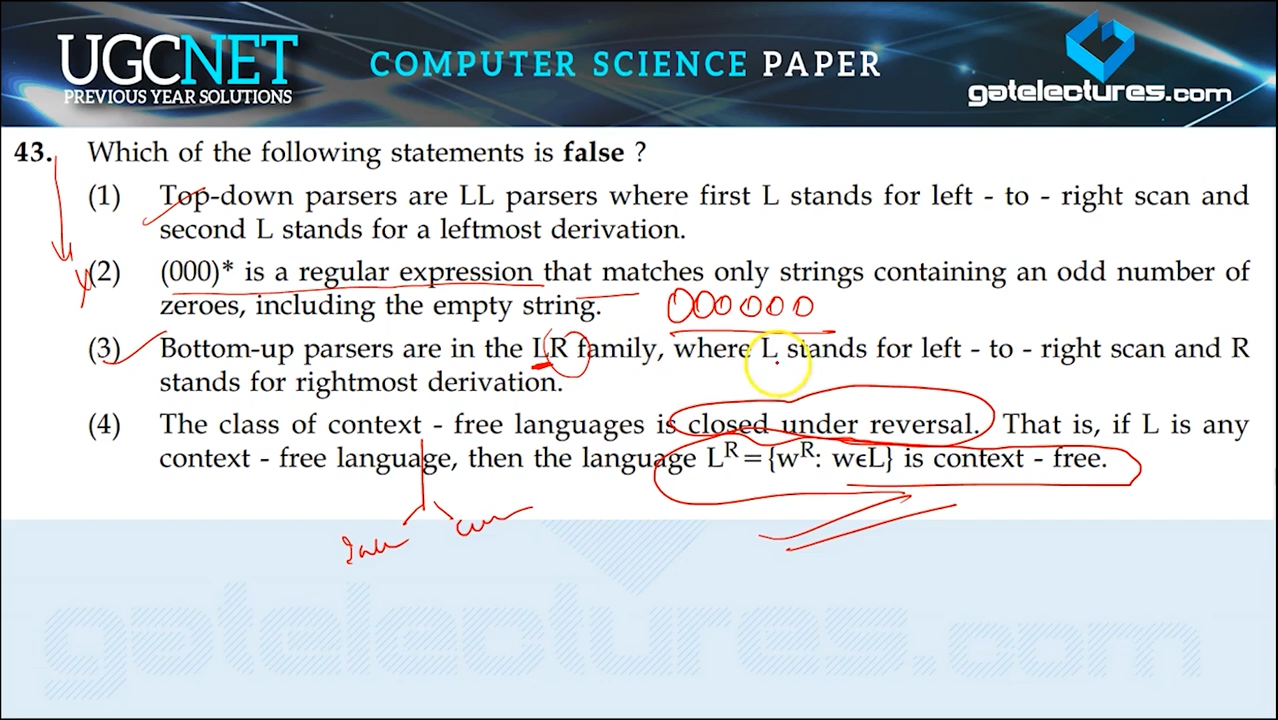 UGCNET
PREVIOUS YEAR SOLUTIONS
COMPUTER SCIENCE PAPER
gatelectures.com
43. Which of the following statements is false ?
(1) Top-down parsers are LL parsers where first L stands for left - to - right scan and
second L stands for a leftmost derivation.
(2) (000)* is a regular expression that matches only strings containing an odd number of
zeroes, including the empty string.
000000
(3) Bottom-up parsers are in the LR family, where L stands for left - to - right scan and R
stands for rightmost derivation.
(4) The class of context - free languages is closed under reversal. That is, if L is any
context - free language, then the language Lᴿ={wᴿ: wϵL} is context - free.
gatelectures.com